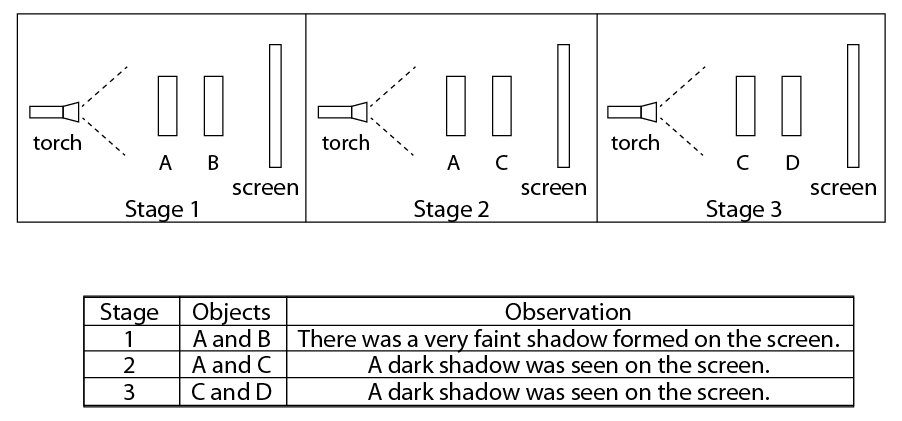 torch
A B
screen
Stage 1
torch
A C
screen
Stage 2
torch
C D
screen
Stage 3
Stage Objects Observation
1 A and B There was a very faint shadow formed on the screen.
2 A and C A dark shadow was seen on the screen.
3 C and D A dark shadow was seen on the screen.